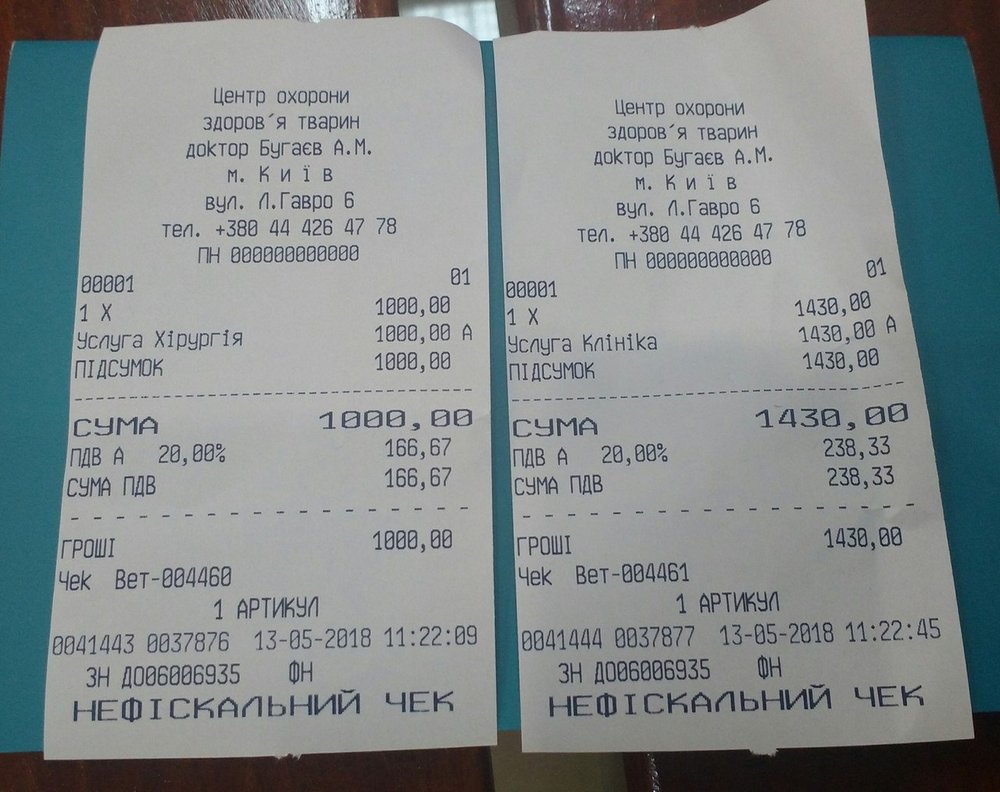 Центр охорони
здоров´я тварин
доктор Бугаєв А.М.
м. К и ї в
вул. Л.Гавро 6
тел. +380 44 426 47 78
ПН 000000000000
00001 01
1 X 1000,00
Услуга Хірургія 1000,00 А
ПІДСУМОК 1000,00
СУМА 1000,00
ПДВ А 20,00% 166,67
СУМА ПДВ 166,67
ГРОШІ 1000,00
Чек Вет-004460
1 АРТИКУЛ
0041443 0037876 13-05-2018 11:22:09
ЗН ДО06006935 ФН
НЕФІСКАЛЬНИЙ ЧЕК
Центр охорони
здоров´я тварин
доктор Бугаєв А.М.
м. К и ї в
вул. Л.Гавро 6
тел. +380 44 426 47 78
ПН 000000000000
00001 01
1 X 1430,00
Услуга Клініка 1430,00 А
ПІДСУМОК 1430,00
СУМА 1430,00
ПДВ А 20,00% 238,33
СУМА ПДВ 238,33
ГРОШІ 1430,00
Чек Вет-004461
1 АРТИКУЛ
0041444 0037877 13-05-2018 11:22:45
ЗН ДО06006935 ФН
НЕФІСКАЛЬНИЙ ЧЕК